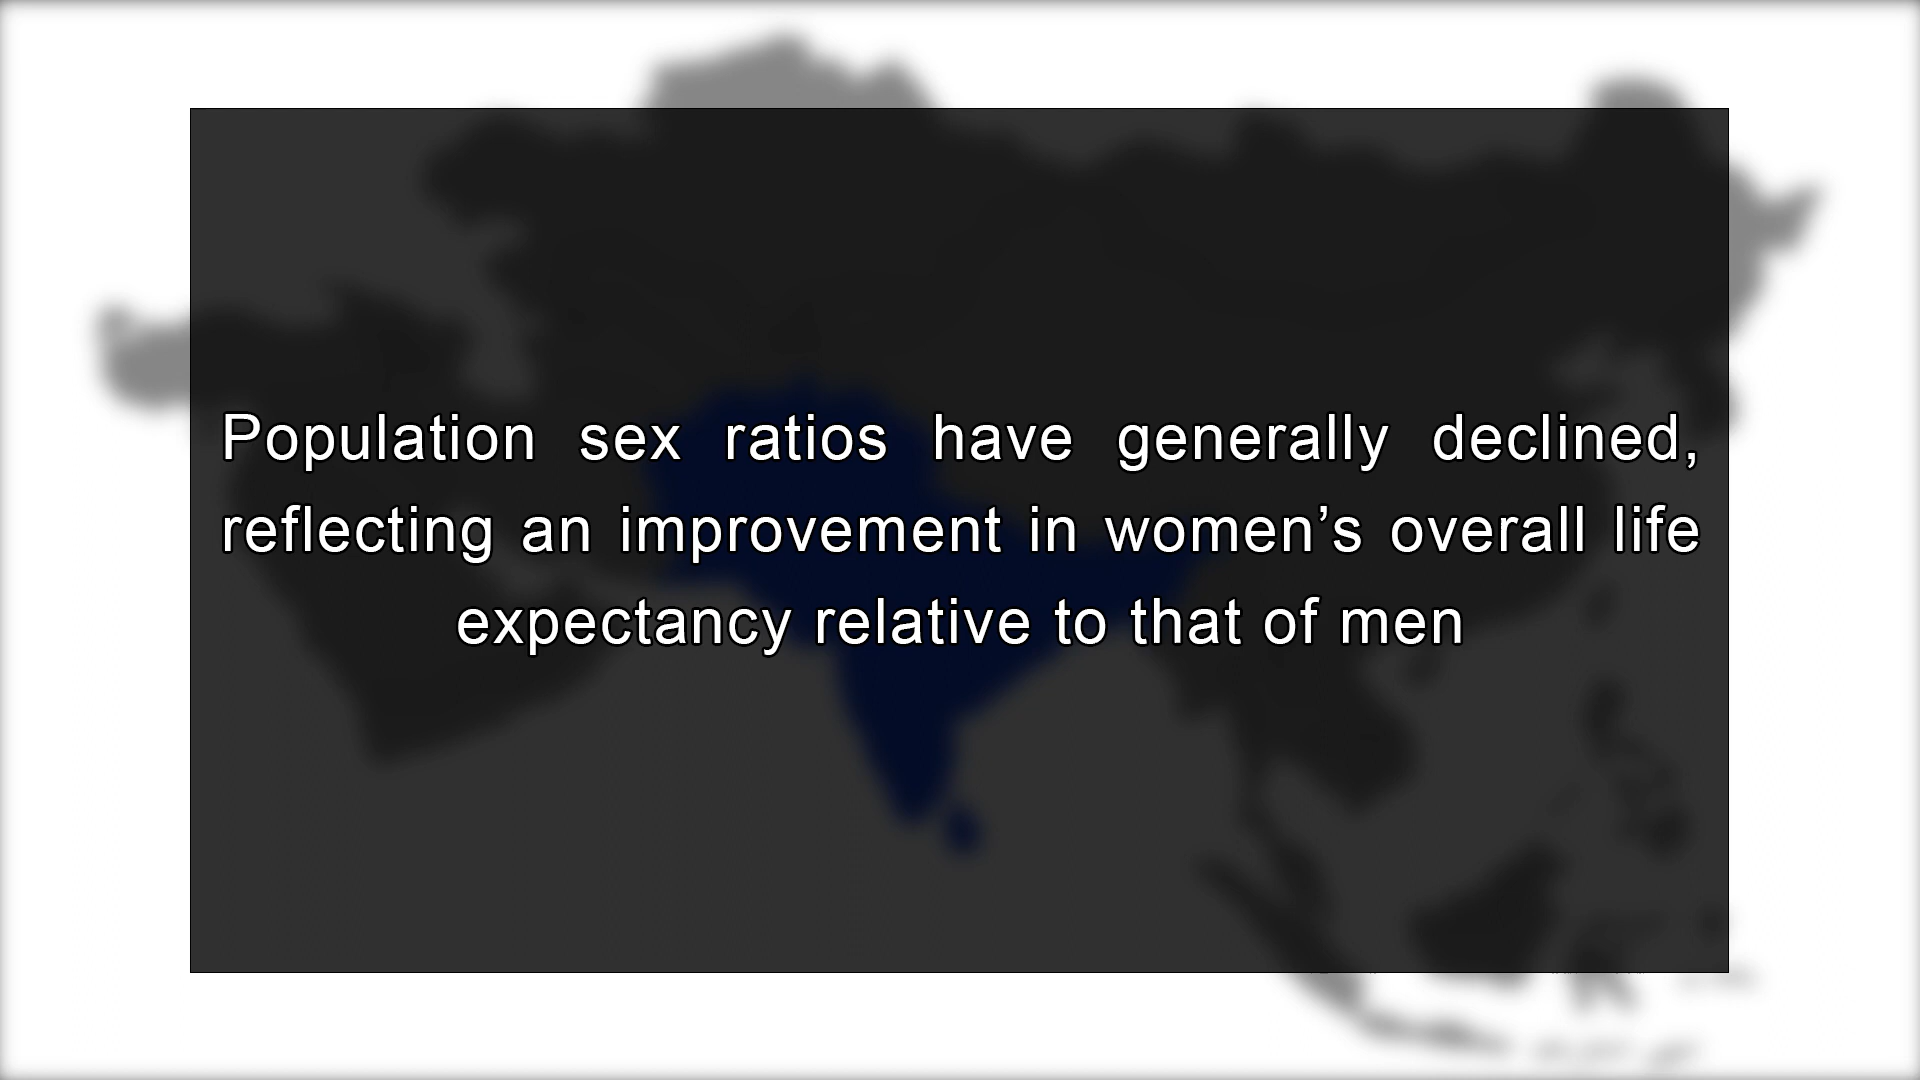 Population sex ratios have generally declined,
reflecting an improvement in women’s overall life
expectancy relative to that of men